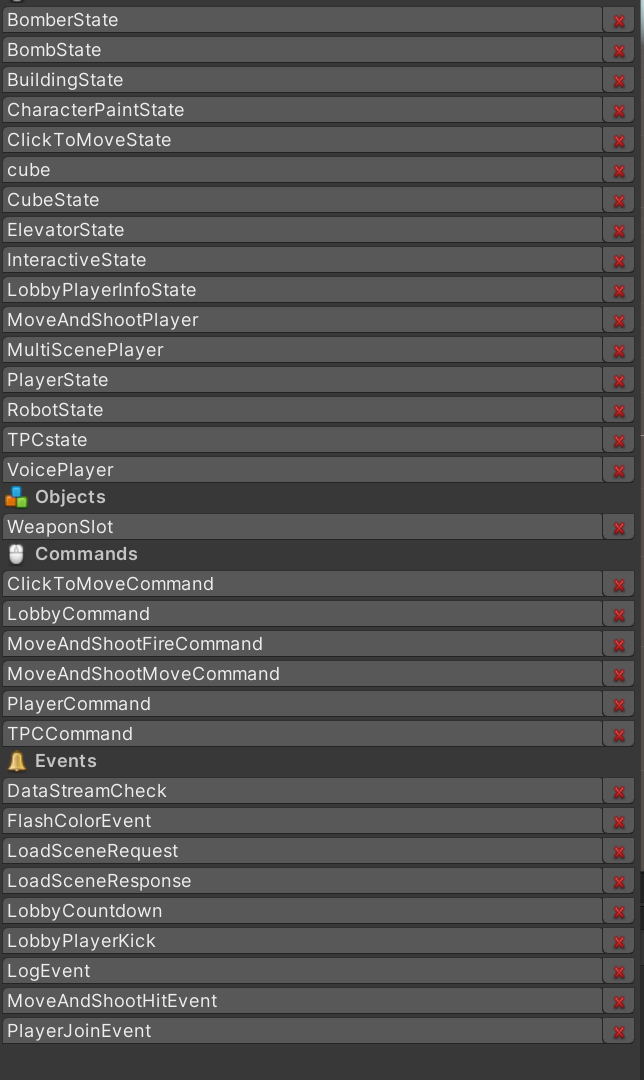 BomberState
BombState
BuildingState
CharacterPaintState
ClickToMoveState
cube
CubeState
ElevatorState
InteractiveState
LobbyPlayerInfoState
MoveAndShootPlayer
MultiScenePlayer
PlayerState
RobotState
TPCstate
VoicePlayer
Objects
WeaponSlot
Commands
ClickToMoveCommand
LobbyCommand
MoveAndShootFireCommand
MoveAndShootMoveCommand
PlayerCommand
TPCCommand
Events
DataStreamCheck
FlashColorEvent
LoadSceneRequest
LoadSceneResponse
LobbyCountdown
LobbyPlayerKick
LogEvent
MoveAndShootHitEvent
PlayerJoinEvent